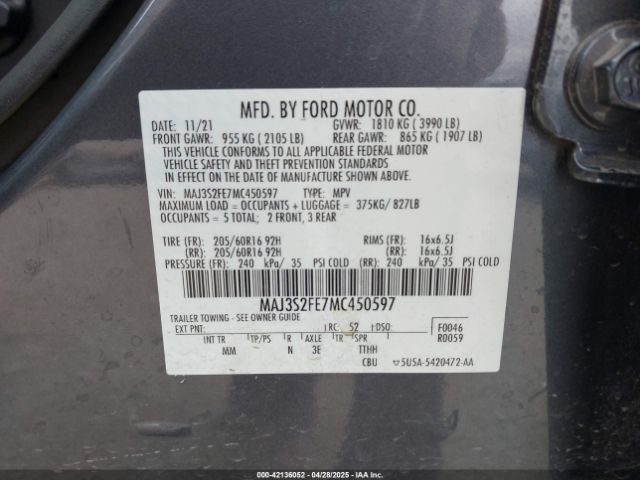 MFD. BY FORD MOTOR CO.
DATE: 11/21 GVWR: 1810 KG ( 3990 LB)
FRONT GAWR: 955 KG ( 2105 LB) REAR GAWR: 865 KG ( 1907 LB)
THIS VEHICLE CONFORMS TO ALL APPLICABLE FEDERAL MOTOR
VEHICLE SAFETY AND THEFT PREVENTION STANDARDS
IN EFFECT ON THE DATE OF MANUFACTURE SHOWN ABOVE.
VIN: MAJ3S2FE7MC450597 TYPE: MPV
MAXIMUM LOAD = OCCUPANTS + LUGGAGE = 375KG/ 827LB
OCCUPANTS = 5 TOTAL; 2 FRONT, 3 REAR
TIRE (FR): 205/60R16 92H RIMS (FR): 16x6.5J
(RR): 205/60R16 92H (RR): 16x6.5J
PRESSURE (FR): 240 kPa/ 35 PSI COLD (RR): 240 kPa/ 35 PSI COLD
MAJ3S2FE7MC450597
TRAILER TOWING - SEE OWNER GUIDE
EXT PNT: RC: 52 DSO: F0046
INT TR TP/PS R AXLE TR SPR R0059
MM N 3E TTHH
CBU 5U5A-5420472-AA
00-42136052 | 04/28/2025 | IAAI.com